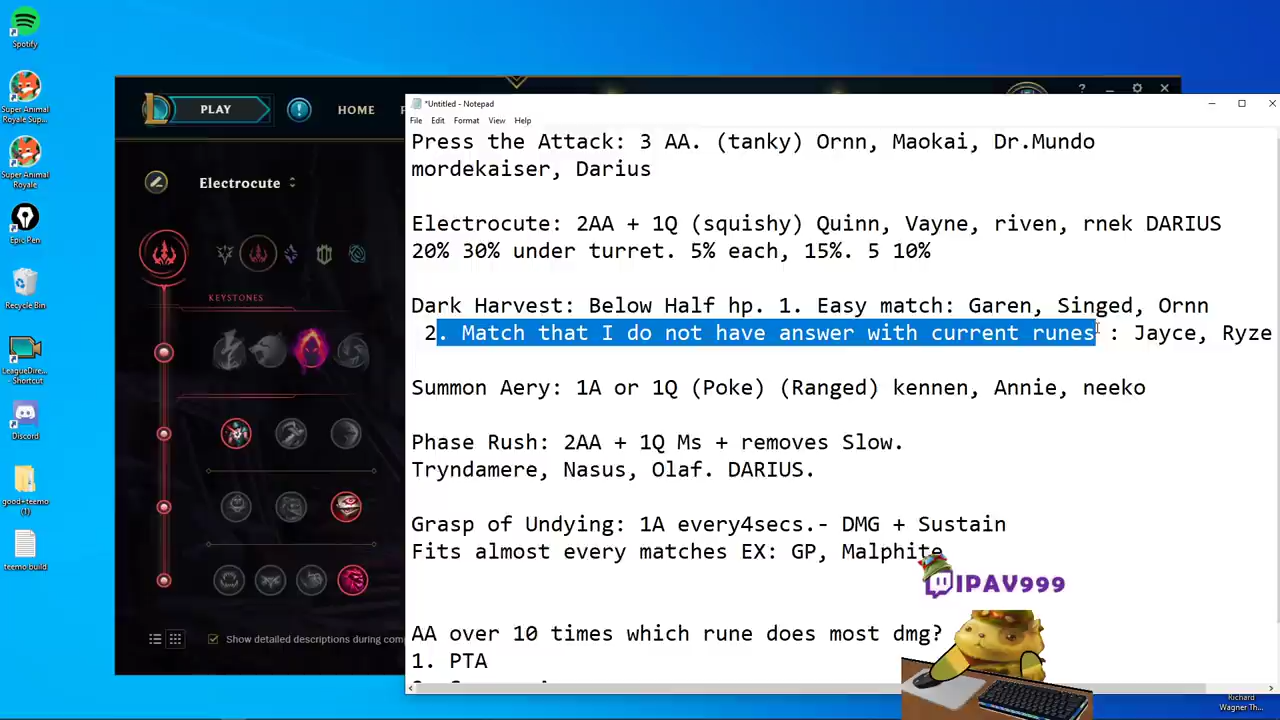 Spotify
Super Animal
Royale Sup...
Super Animal
Royale
Epic Pen
Recycle Bin
LeagueDire...
- Shortcut
Discord
good+teemo
(1)
teemo build
PLAY
HOME
Electrocute
KEYSTONES
Show detailed descriptions during com
*Untitled - Notepad
File Edit Format View Help
Press the Attack: 3 AA. (tanky) Ornn, Maokai, Dr.Mundo
mordekaiser, Darius
Electrocute: 2AA + 1Q (squishy) Quinn, Vayne, riven, rnek DARIUS
20% 30% under turret. 5% each, 15%. 5 10%
Dark Harvest: Below Half hp. 1. Easy match: Garen, Singed, Ornn
2. Match that I do not have answer with current runes : Jayce, Ryze
Summon Aery: 1A or 1Q (Poke) (Ranged) kennen, Annie, neeko
Phase Rush: 2AA + 1Q Ms + removes Slow.
Tryndamere, Nasus, Olaf. DARIUS.
Grasp of Undying: 1A every4secs.- DMG + Sustain
Fits almost every matches EX: GP, Malphite
IPAV999
AA over 10 times which rune does most dmg?
1. PTA
Richard
Wagner Th...